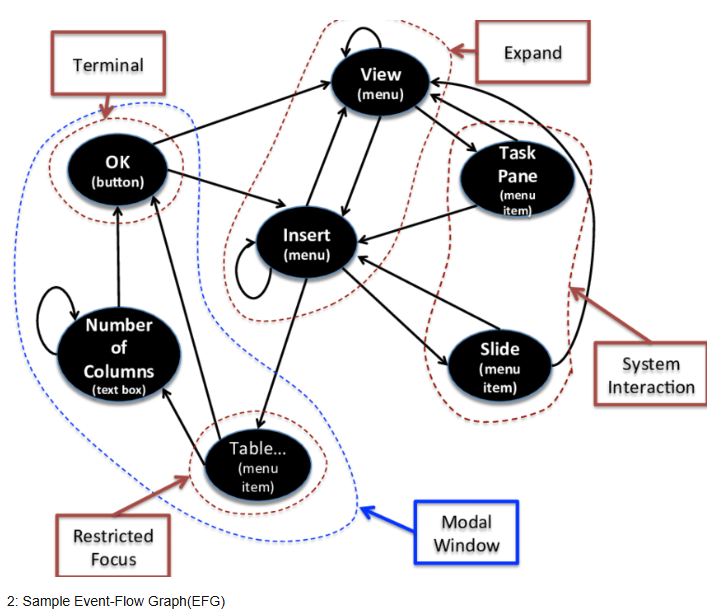 Terminal
Expand
View
(menu)
OK
(button)
Task
Pane
(menu
item)
Insert
(menu)
Number
of
Columns
(text box)
Slide
(menu
item)
System
Interaction
Table...
(menu
item)
Restricted
Focus
Modal
Window
2: Sample Event-Flow Graph(EFG)